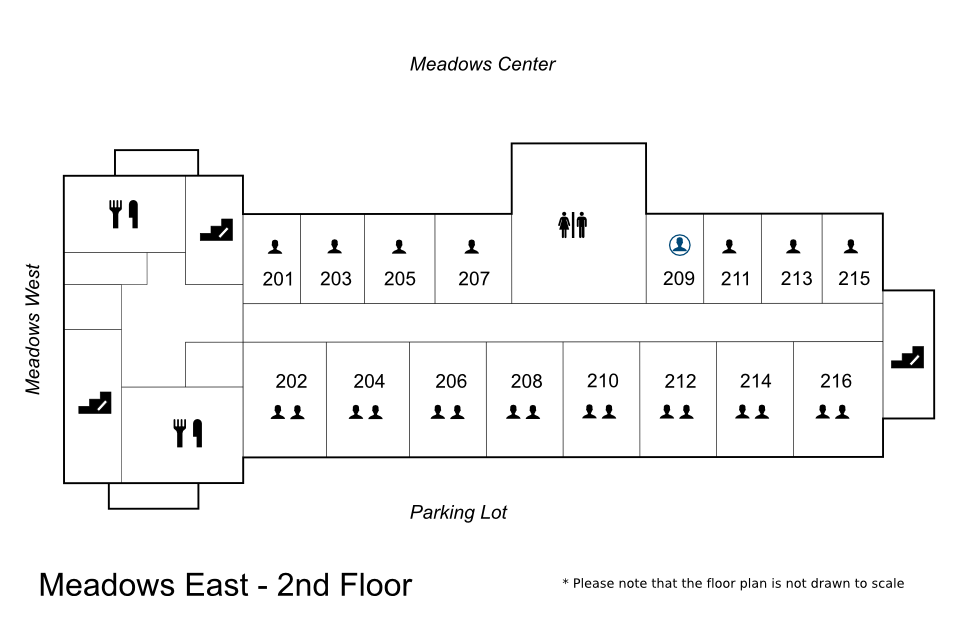 Meadows Center
Meadows West
201 203 205 207 209 211 213 215
202 204 206 208 210 212 214 216
Parking Lot
Meadows East - 2nd Floor
* Please note that the floor plan is not drawn to scale